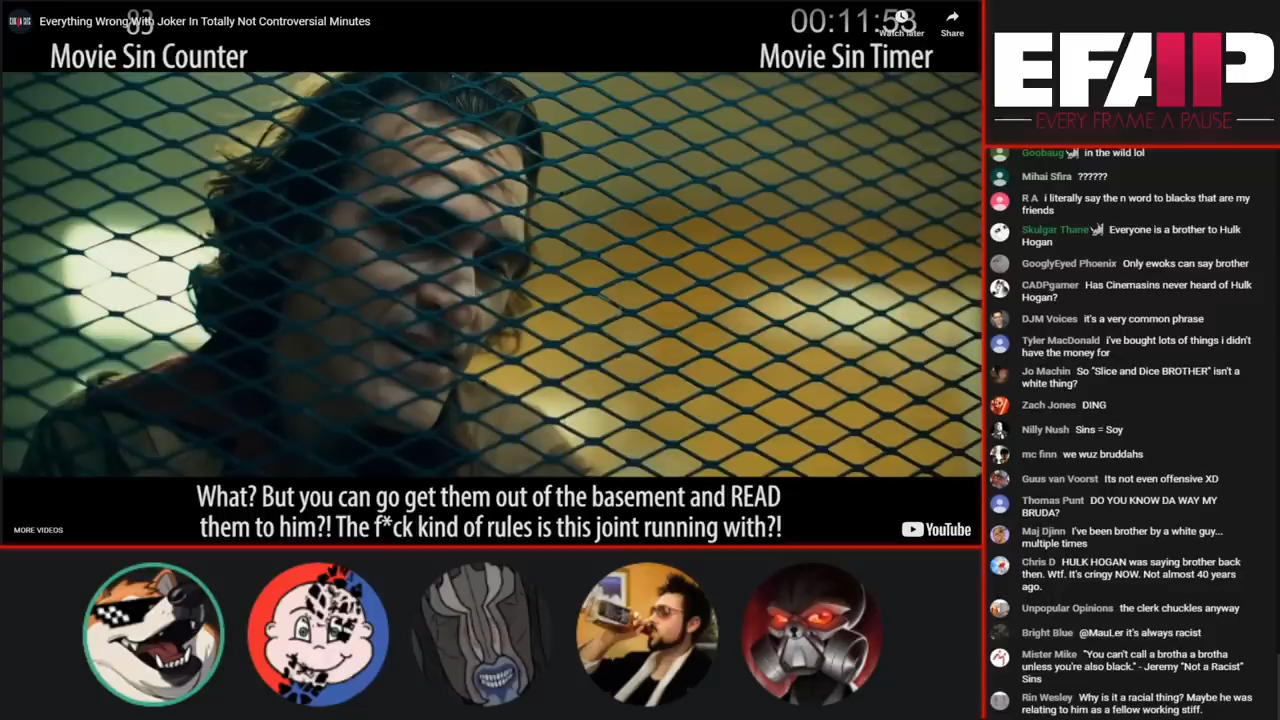 Everything Wrong With Joker In Totally Not Controversial Minutes
83
Movie Sin Counter
00:11:53
Watch later
Share
Movie Sin Timer
What? But you can go get them out of the basement and READ
them to him?! The f*ck kind of rules is this joint running with?!
MORE VIDEOS
YouTube
EFAP
EVERY FRAME A PAUSE
Goobaug in the wild lol
Mihai Sfira ??????
R A i literally say the n word to blacks that are my
friends
Skulgar Thane Everyone is a brother to Hulk
Hogan
GooglyEyed Phoenix Only ewoks can say brother
CADPgamer Has Cinemasins never heard of Hulk
Hogan?
DJM Voices it's a very common phrase
Tyler MacDonald i've bought lots of things i didn't
have the money for
Jo Machin So "Slice and Dice BROTHER" isn't a
white thing?
Zach Jones DING
Nilly Nush Sins = Soy
mc finn we wuz bruddahs
Guus van Voorst Its not even offensive XD
Thomas Punt DO YOU KNOW DA WAY MY
BRUDA?
Maj Djinn I've been brother by a white guy...
multiple times
Chris D HULK HOGAN was saying brother back
then. Wtf. It's cringy NOW. Not almost 40 years
ago.
Unpopular Opinions the clerk chuckles anyway
Bright Blue @MauLer it's always racist
Mister Mike "You can't call a brotha a brotha
unless you're also black." - Jeremy "Not a Racist"
Sins
Rin Wesley Why is it a racial thing? Maybe he was
relating to him as a fellow working stiff.